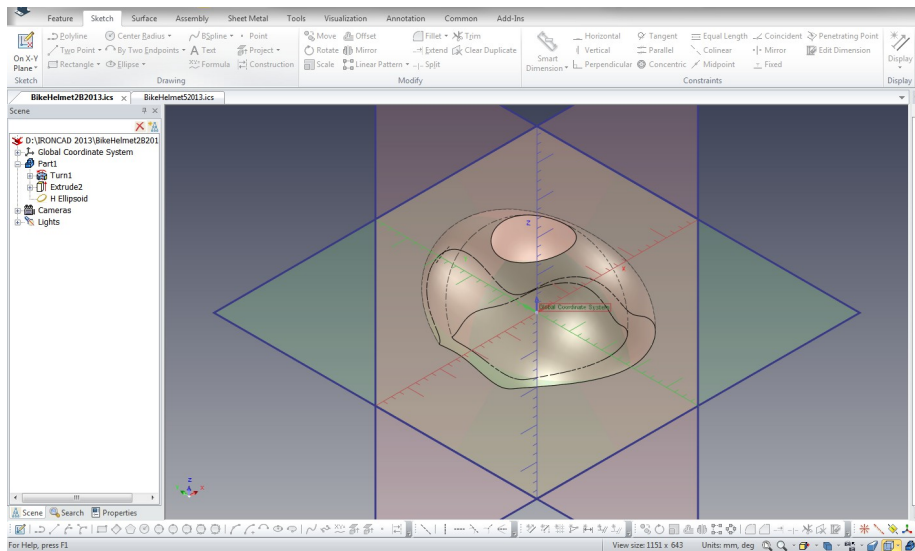 Feature Sketch Surface Assembly Sheet Metal Tools Visualization Annotation Common Add-Ins
Polyline Center Radius BSpline Point Move Offset Fillet Trim Horizontal Tangent Equal Length Coincident Penetrating Point
Two Point By Two Endpoints Text Project Rotate Mirror Extend Clear Duplicate Vertical Parallel Colinear Mirror Edit Dimension
Rectangle Ellipse Formula Construction Scale Linear Pattern Split Perpendicular Concentric Midpoint Fixed
On X-Y Plane
Smart Dimension
Display
Sketch Drawing Modify Constraints Display
BikeHelmet2B2013.ics x BikeHelmet52013.ics
Scene
D:\IRONCAD 2013\BikeHelmet2B201
Global Coordinate System
Part1
Turn1
Extrude2
H Ellipsoid
Cameras
Lights
Z
X
Global Coordinate System
Z
X
Scene Search Properties
For Help, press F1 View size: 1151 x 643 Units: mm, deg